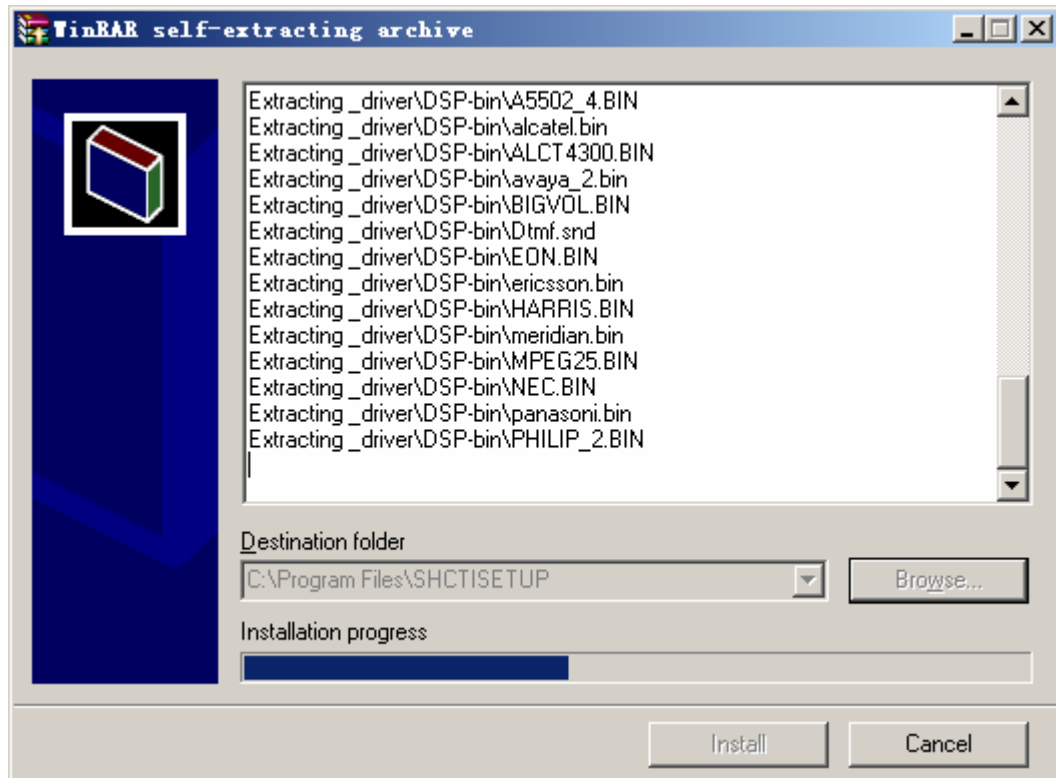 WinRAR self-extracting archive
Extracting _driver\DSP-bin\A5502_4.BIN
Extracting _driver\DSP-bin\alcatel.bin
Extracting _driver\DSP-bin\ALCT4300.BIN
Extracting _driver\DSP-bin\avaya_2.bin
Extracting _driver\DSP-bin\BIGVOL.BIN
Extracting _driver\DSP-bin\Dtmf.snd
Extracting _driver\DSP-bin\EON.BIN
Extracting _driver\DSP-bin\ericsson.bin
Extracting _driver\DSP-bin\HARRIS.BIN
Extracting _driver\DSP-bin\meridian.bin
Extracting _driver\DSP-bin\MPEG25.BIN
Extracting _driver\DSP-bin\NEC.BIN
Extracting _driver\DSP-bin\panasoni.bin
Extracting _driver\DSP-bin\PHILIP_2.BIN
Destination folder
C:\Program Files\SHCTISETUP
Browse...
Installation progress
Install
Cancel